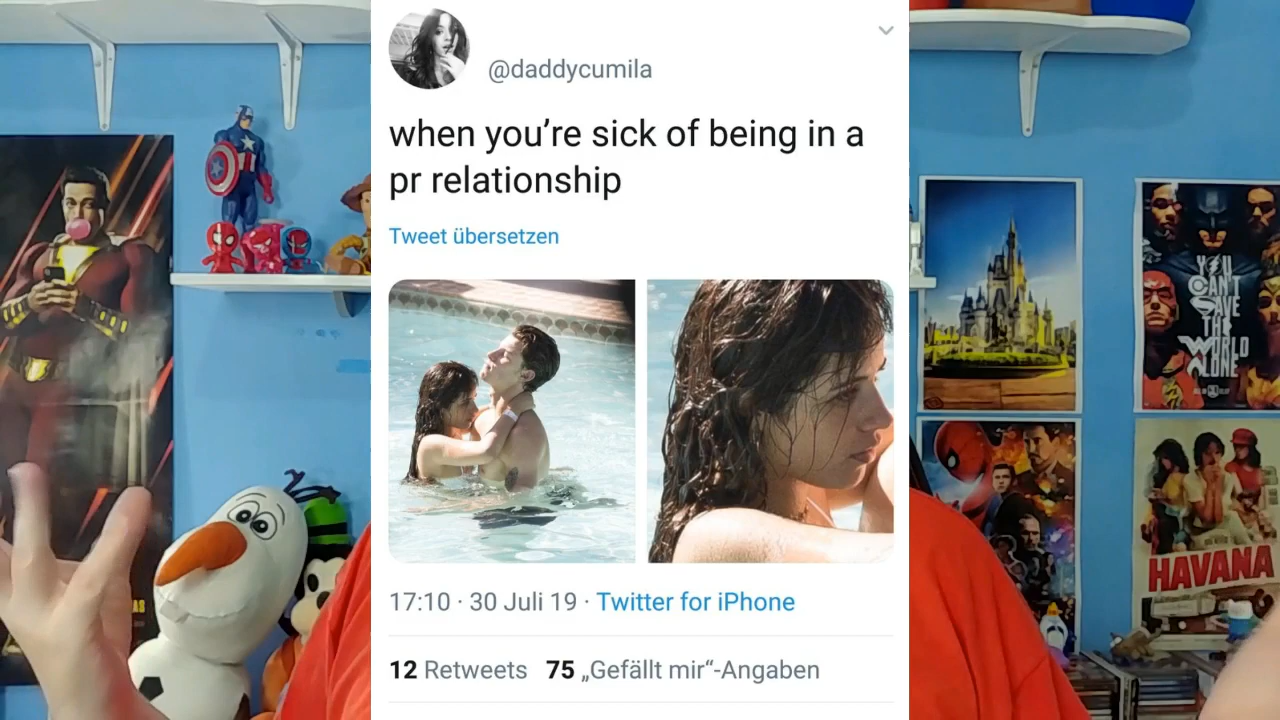 @daddycumila
when you’re sick of being in a
pr relationship
Tweet übersetzen
17:10 · 30 Juli 19 · Twitter for iPhone
12 Retweets 75 „Gefällt mir“-Angaben
YOU
CAN'T
SAVE
THE
WORLD
ALONE
HAVANA